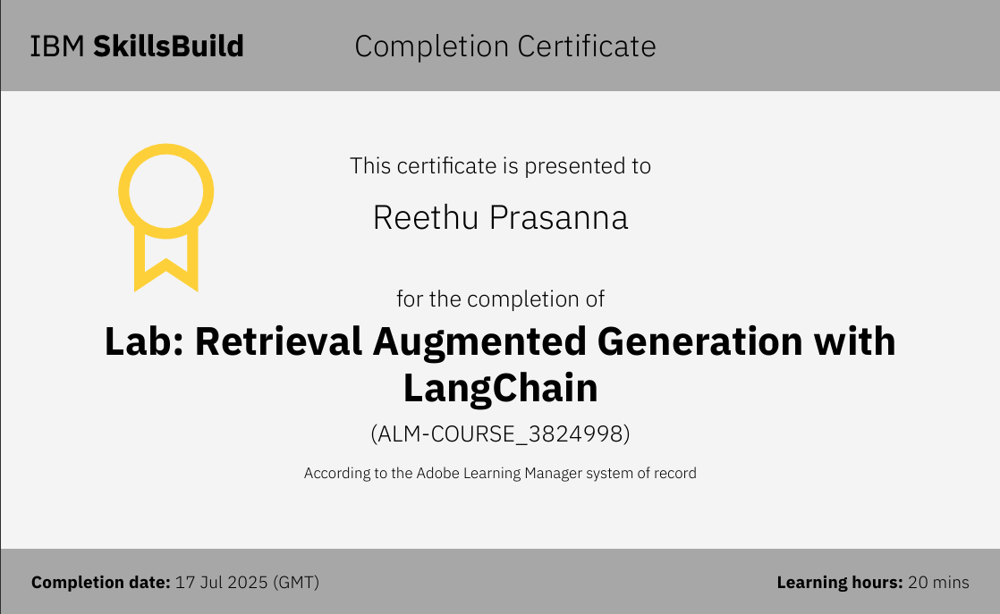 IBM SkillsBuild
Completion Certificate
This certificate is presented to
Reethu Prasanna
for the completion of
Lab: Retrieval Augmented Generation with
LangChain
(ALM-COURSE_3824998)
According to the Adobe Learning Manager system of record
Completion date: 17 Jul 2025 (GMT)
Learning hours: 20 mins